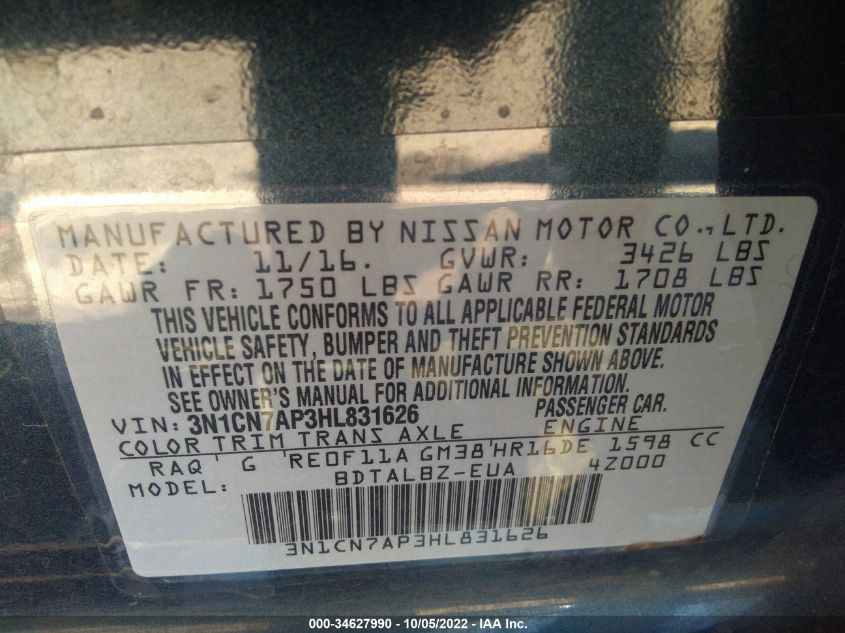 MANUFACTURED BY NISSAN MOTOR CO., LTD.
DATE: 11/16. GVWR: 3426 LBS
GAWR FR: 1750 LBS GAWR RR: 1708 LBS
THIS VEHICLE CONFORMS TO ALL APPLICABLE FEDERAL MOTOR
VEHICLE SAFETY, BUMPER AND THEFT PREVENTION STANDARDS
IN EFFECT ON THE DATE OF MANUFACTURE SHOWN ABOVE.
SEE OWNER'S MANUAL FOR ADDITIONAL INFORMATION.
VIN: 3N1CN7AP3HL831626 PASSENGER CAR.
COLOR TRIM TRANS AXLE ENGINE
RAQ' G 'RE0F11A GM38'HR16DE 1598 CC
MODEL: BDTALBZ-EUA 4Z000
3N1CN7AP3HL831626
000-34627990 - 10/05/2022 - IAA Inc.